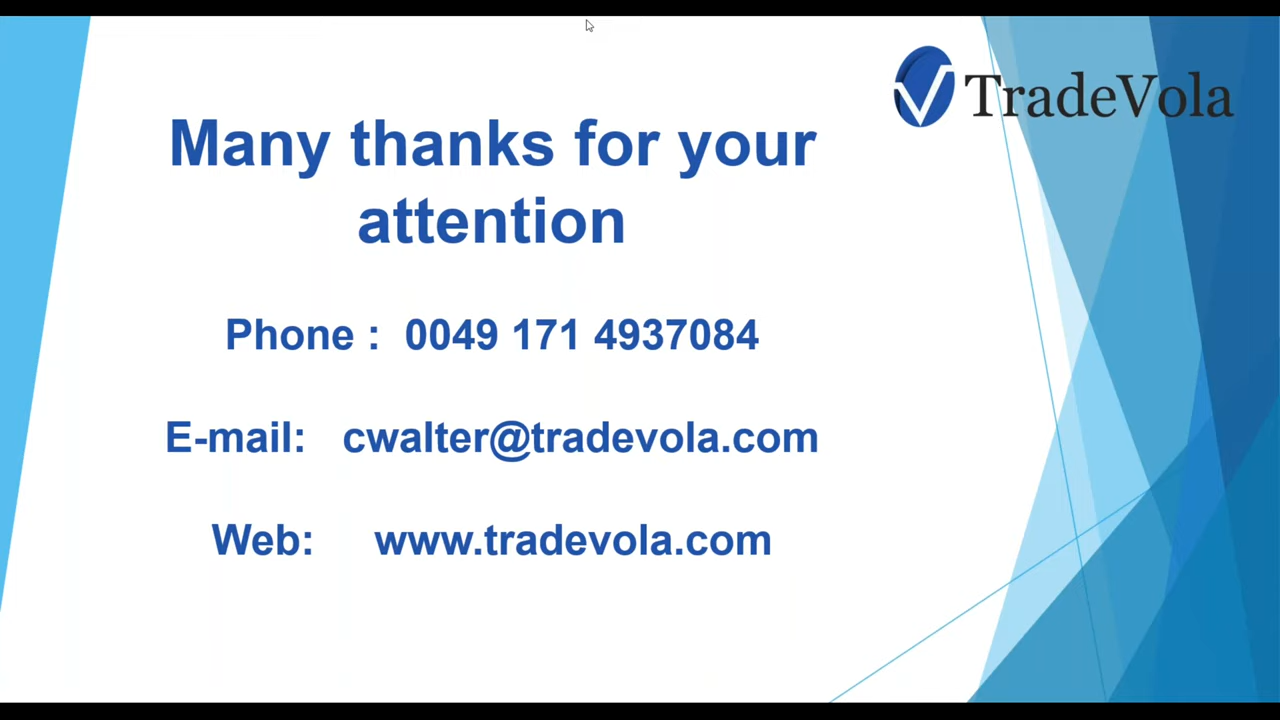 TradeVola
Many thanks for your
attention
Phone : 0049 171 4937084
E-mail: cwalter@tradevola.com
Web: www.tradevola.com